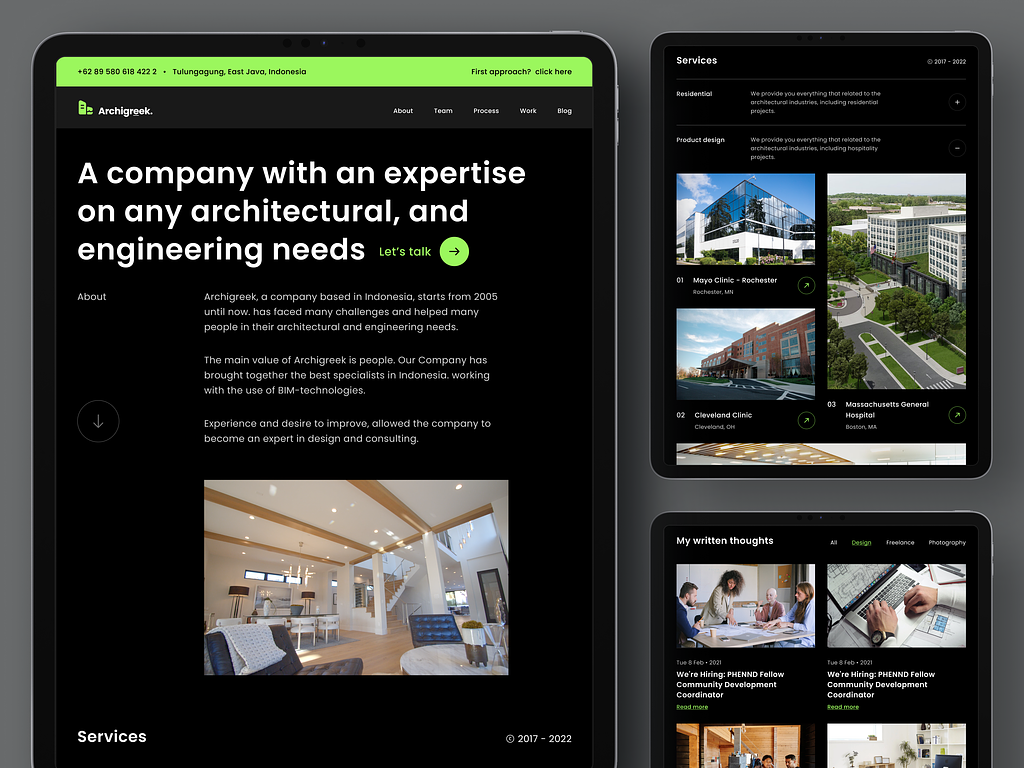 +62 89 580 618 422 2 • Tulungagung, East Java, Indonesia
First approach? click here
Archigreek.
About
Team
Process
Work
Blog
A company with an expertise
on any architectural, and
engineering needs
Let's talk
About
Archigreek, a company based in Indonesia, starts from 2005
until now. has faced many challenges and helped many
people in their architectural and engineering needs.
The main value of Archigreek is people. Our Company has
brought together the best specialists in Indonesia. working
with the use of BIM-technologies.
Experience and desire to improve, allowed the company to
become an expert in design and consulting.
Services
© 2017 - 2022
Services
© 2017 - 2022
Residential
We provide you everything that related to the
architectural industries, including residential
projects.
Product design
We provide you everything that related to the
architectural industries, including hospitality
projects.
01 Mayo Clinic - Rochester
Rochester, MN
02 Cleveland Clinic
Cleveland, OH
03 Massachusetts General
Hospital
Boston, MA
My written thoughts
All
Design
Freelance
Photography
Tue 8 Feb • 2021
We're Hiring: PHENND Fellow
Community Development
Coordinator
Read more
Tue 8 Feb • 2021
We're Hiring: PHENND Fellow
Community Development
Coordinator
Read more